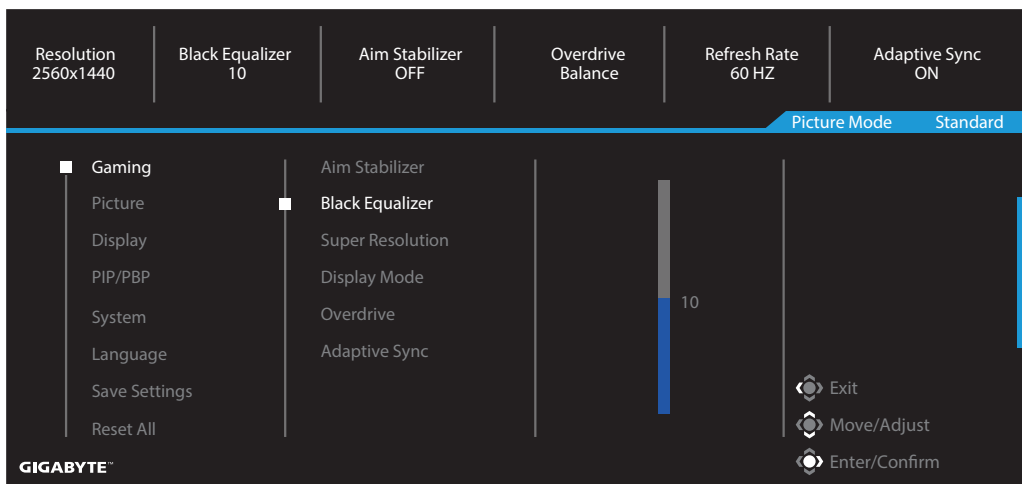 Resolution
2560x1440
Black Equalizer
10
Aim Stabilizer
OFF
Overdrive
Balance
Refresh Rate
60 HZ
Adaptive Sync
ON
Picture Mode Standard
Gaming
Picture
Display
PIP/PBP
System
Language
Save Settings
Reset All
Aim Stabilizer
Black Equalizer
Super Resolution
Display Mode
Overdrive
Adaptive Sync
10
Exit
Move/Adjust
Enter/Confirm
GIGABYTE™